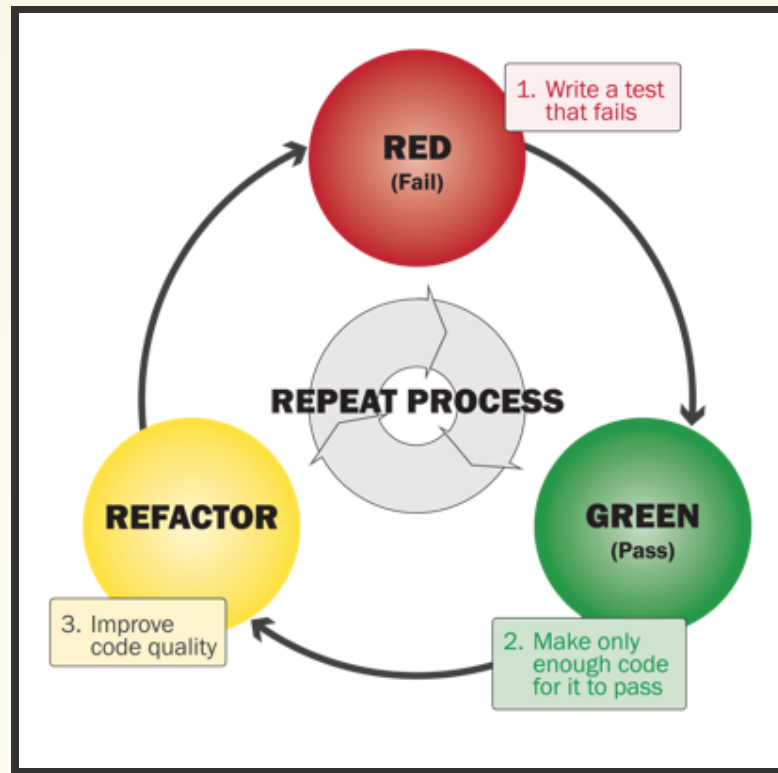 1. Write a test
that fails
RED
(Fail)
REPEAT PROCESS
REFACTOR
GREEN
(Pass)
3. Improve
code quality
2. Make only
enough code
for it to pass